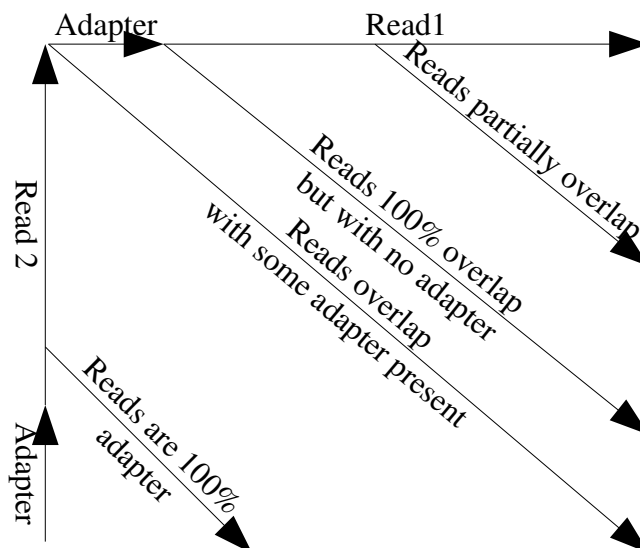 Adapter
Read1
Reads partially overlap
Reads 100% overlap
but with no adapter
Reads overlap
with some adapter present
Read 2
Reads are 100%
adapter
Adapter